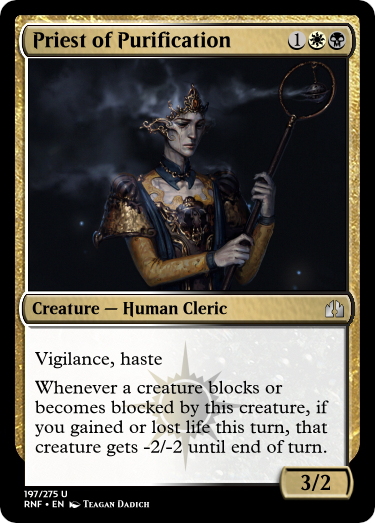 Priest of Purification 1
Creature — Human Cleric
Vigilance, haste
Whenever a creature blocks or
becomes blocked by this creature, if
you gained or lost life this turn, that
creature gets -2/-2 until end of turn.
3/2
197/275 U
RNF • EN Teagan Dadich